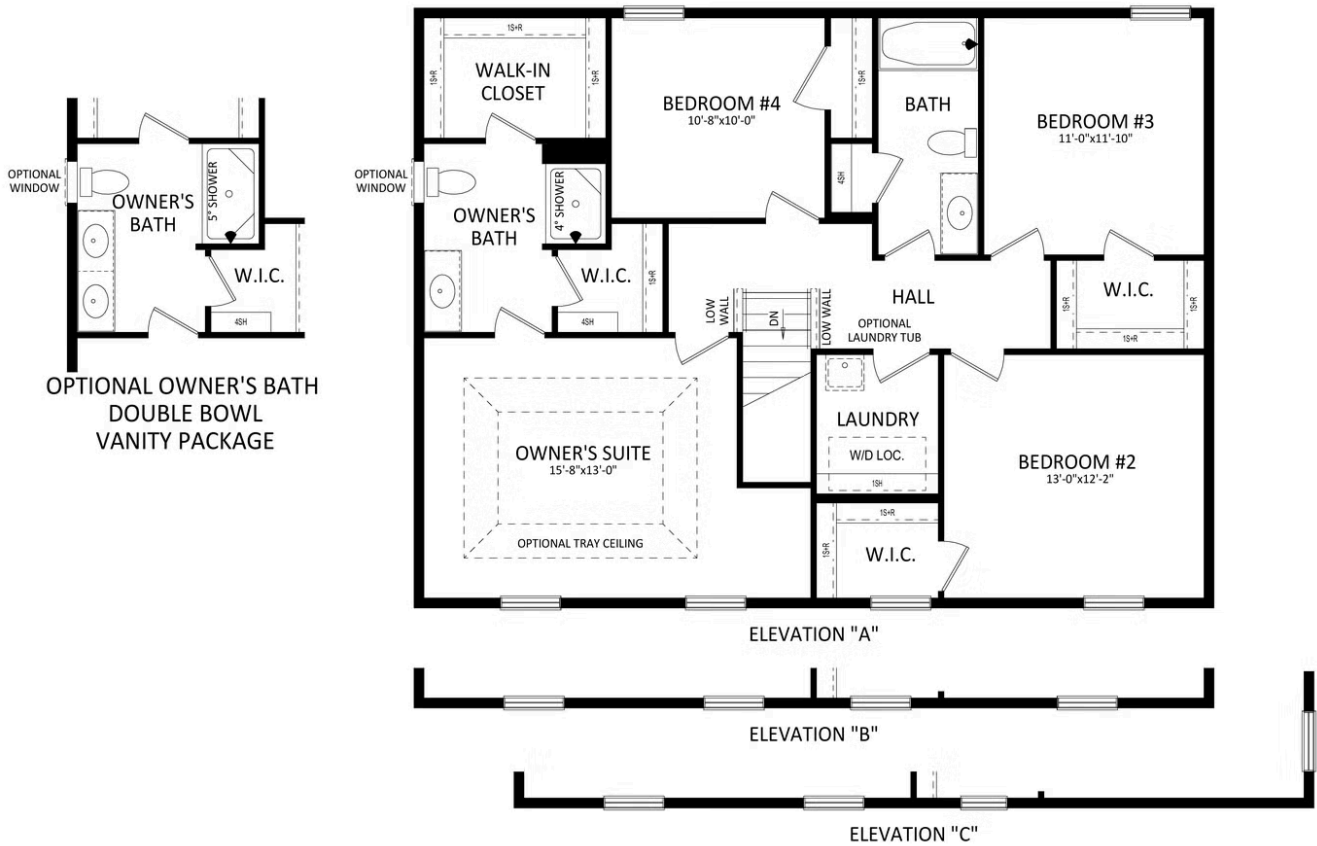 OPTIONAL
WINDOW
OWNER'S
BATH
5° SHOWER
W.I.C.
4SH
OPTIONAL OWNER'S BATH
DOUBLE BOWL
VANITY PACKAGE
1S+R
1S+R
1S+R
WALK-IN
CLOSET
OPTIONAL
WINDOW
OWNER'S
BATH
4° SHOWER
W.I.C.
1S+R
4SH
BEDROOM #4
10'-8"x10'-0"
1S+R
4SH
BATH
BEDROOM #3
11'-0"x11'-10"
W.I.C.
1S+R
1S+R
1S+R
LOW
WALL
DN
LOW WALL
HALL
OPTIONAL
LAUNDRY TUB
LAUNDRY
W/D LOC.
1SH
OWNER'S SUITE
15'-8"x13'-0"
OPTIONAL TRAY CEILING
BEDROOM #2
13'-0"x12'-2"
1S+R
1S+R
W.I.C.
ELEVATION "A"
ELEVATION "B"
ELEVATION "C"